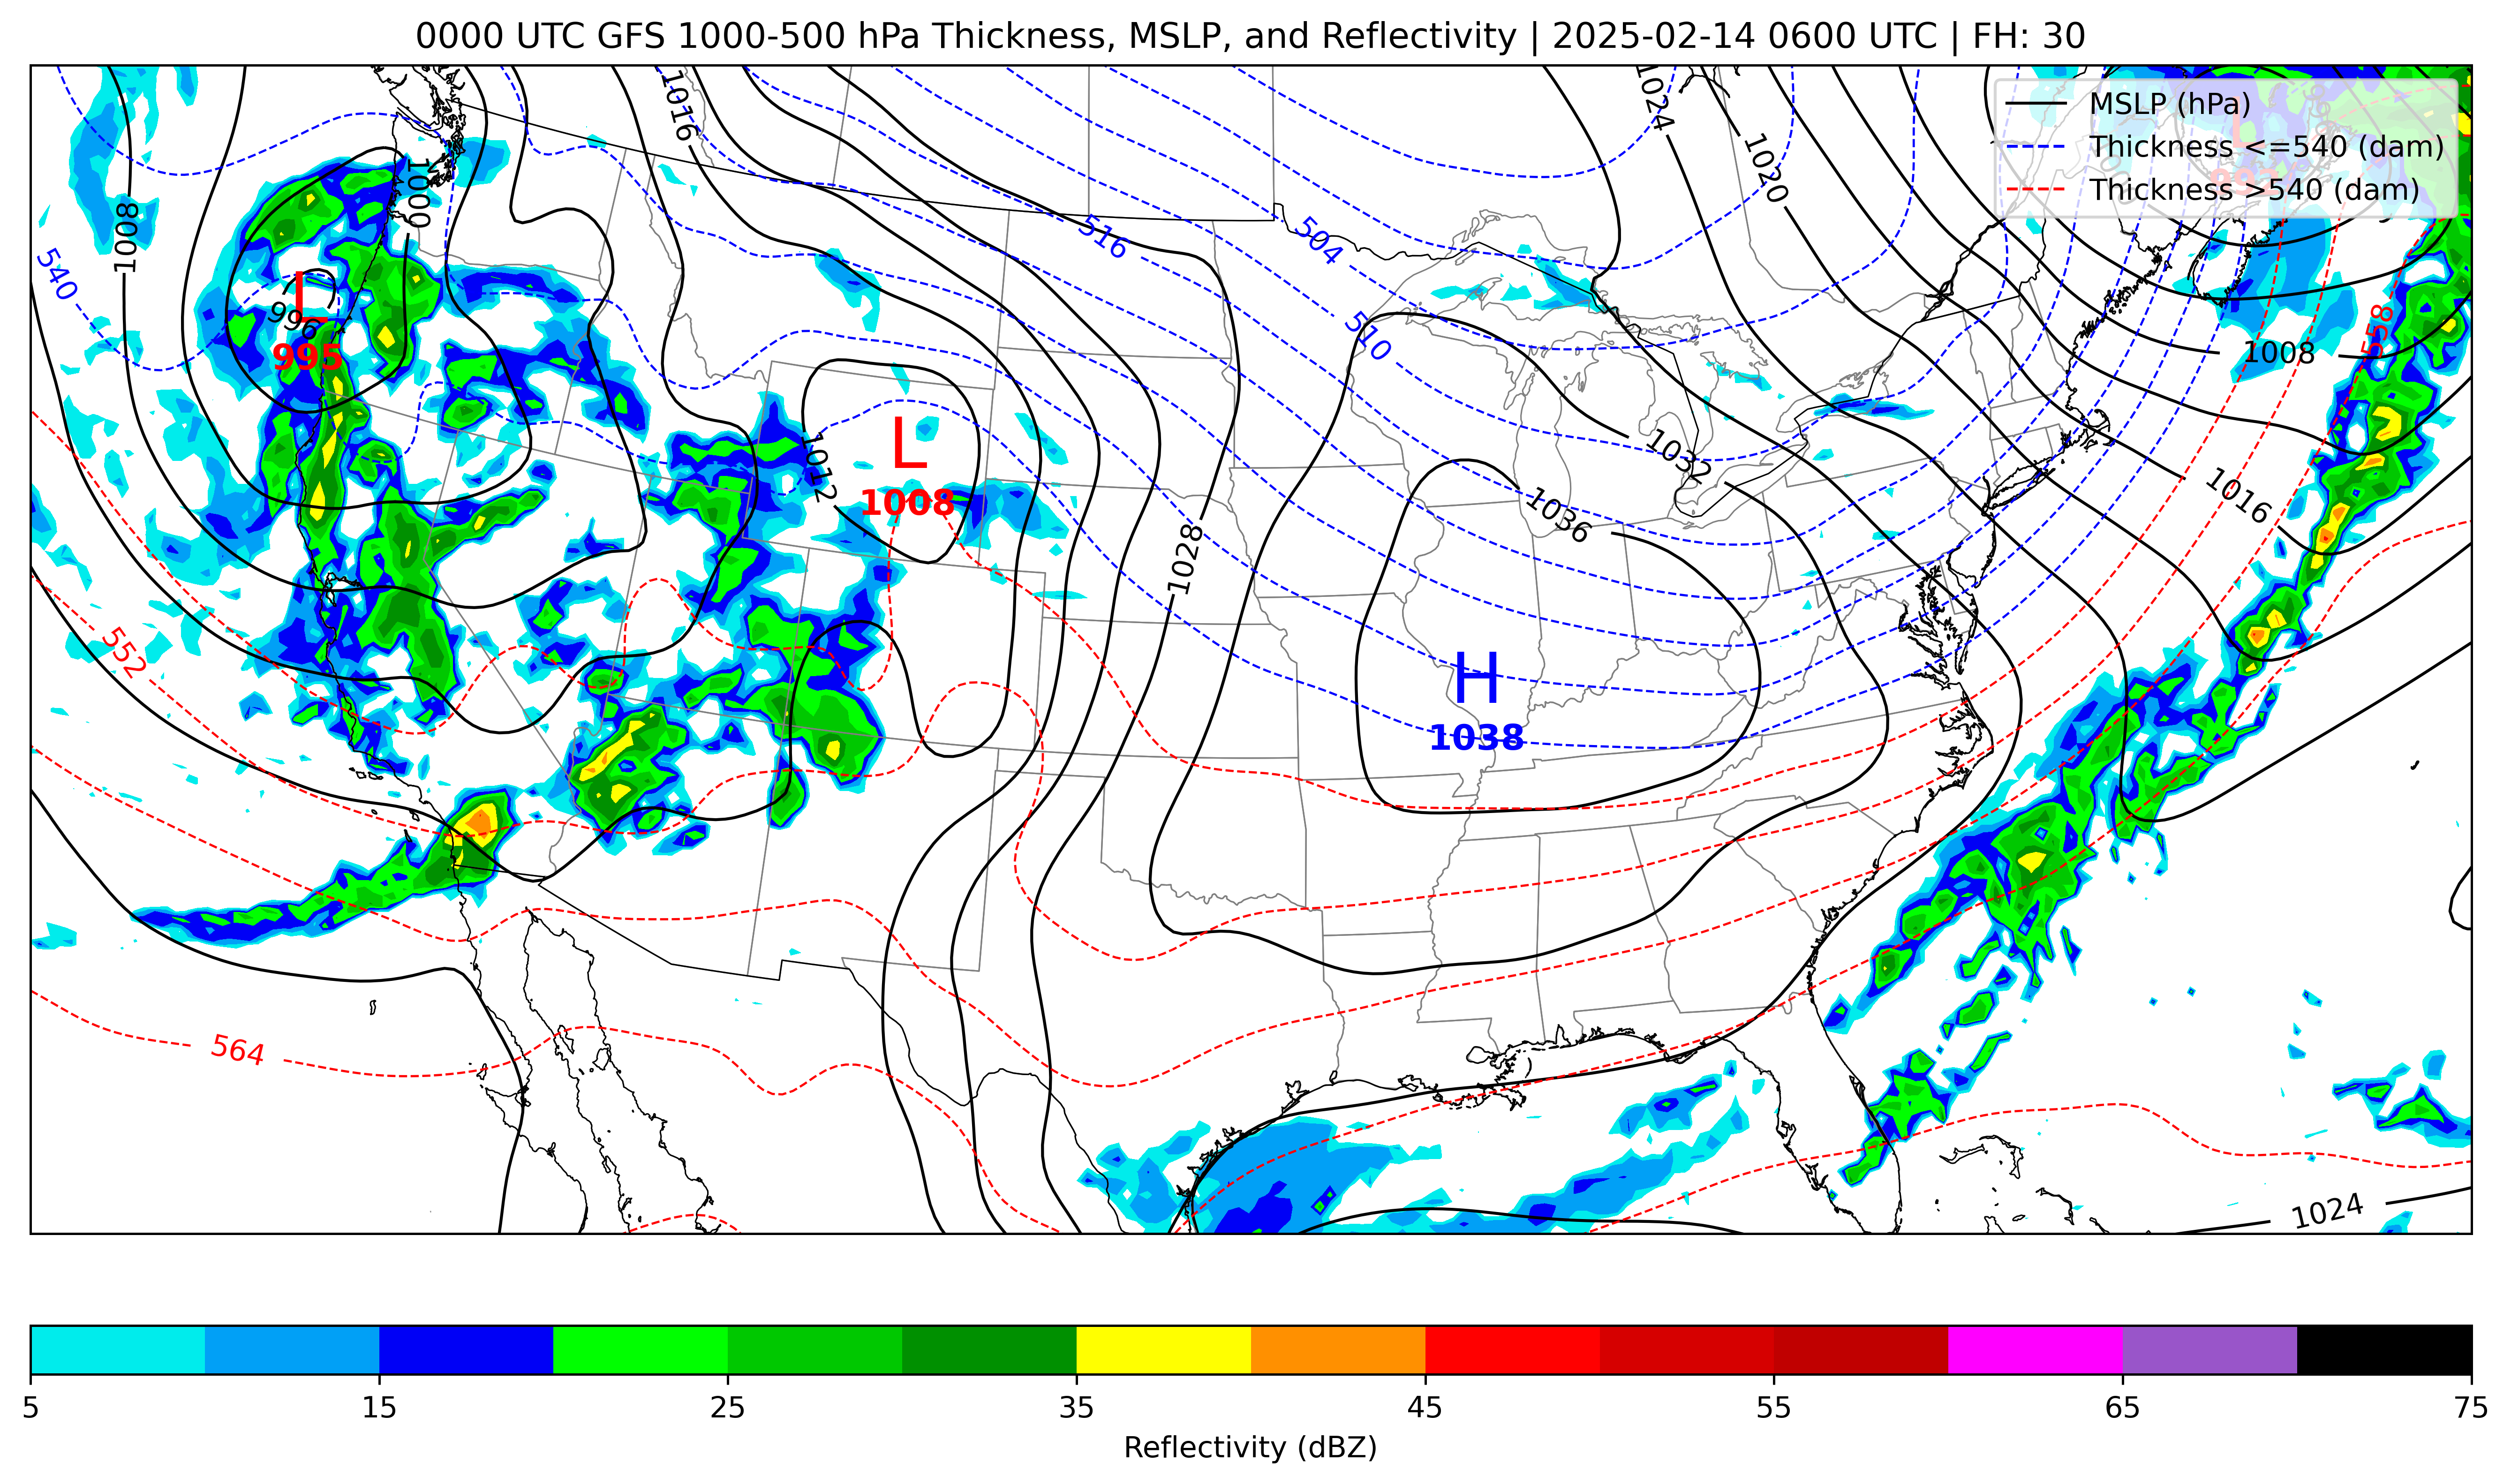 0000 UTC GFS 1000-500 hPa Thickness, MSLP, and Reflectivity | 2025-02-14 0600 UTC | FH: 30
MSLP (hPa)
Thickness <=540 (dam)
Thickness >540 (dam)
1016
1024
1020
1000
1008
516
504
540
996
L
995
510
558
1008
L
1008
1012
1032
1036
1016
1028
552
H
1038
564
1024
5 15 25 35 45 55 65 75
Reflectivity (dBZ)